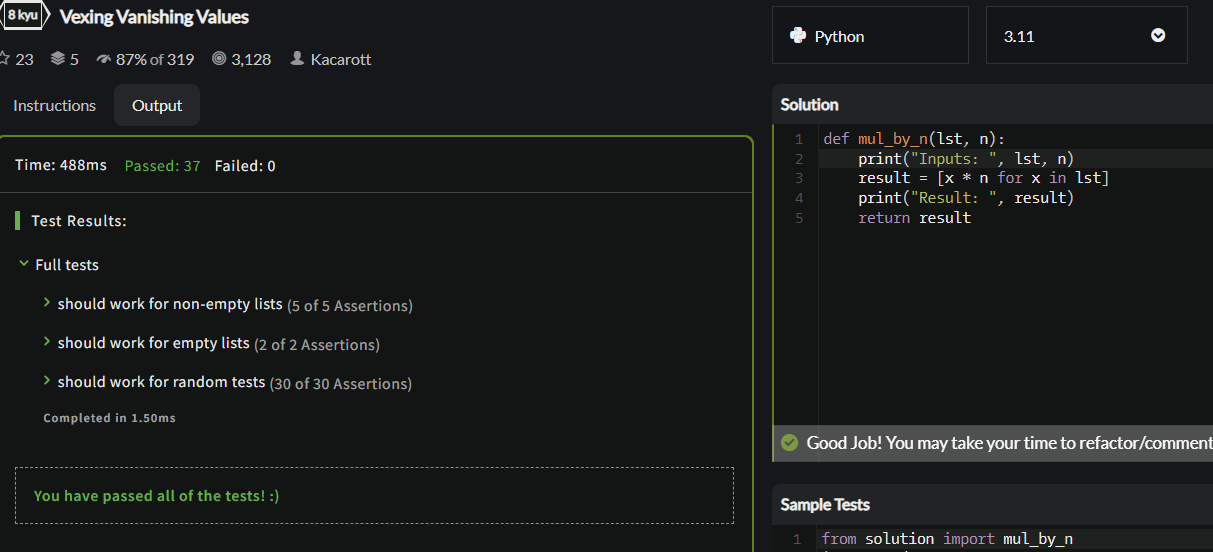 8 kyu Vexing Vanishing Values
23 5 87% of 319 3,128 Kacarott
Instructions Output
Time: 488ms Passed: 37 Failed: 0
Test Results:
Full tests
should work for non-empty lists (5 of 5 Assertions)
should work for empty lists (2 of 2 Assertions)
should work for random tests (30 of 30 Assertions)
Completed in 1.50ms
You have passed all of the tests! :)
Python 3.11
Solution
1 def mul_by_n(lst, n):
2     print("Inputs: ", lst, n)
3     result = [x * n for x in lst]
4     print("Result: ", result)
5     return result
Good Job! You may take your time to refactor/comment
Sample Tests
1 from solution import mul_by_n